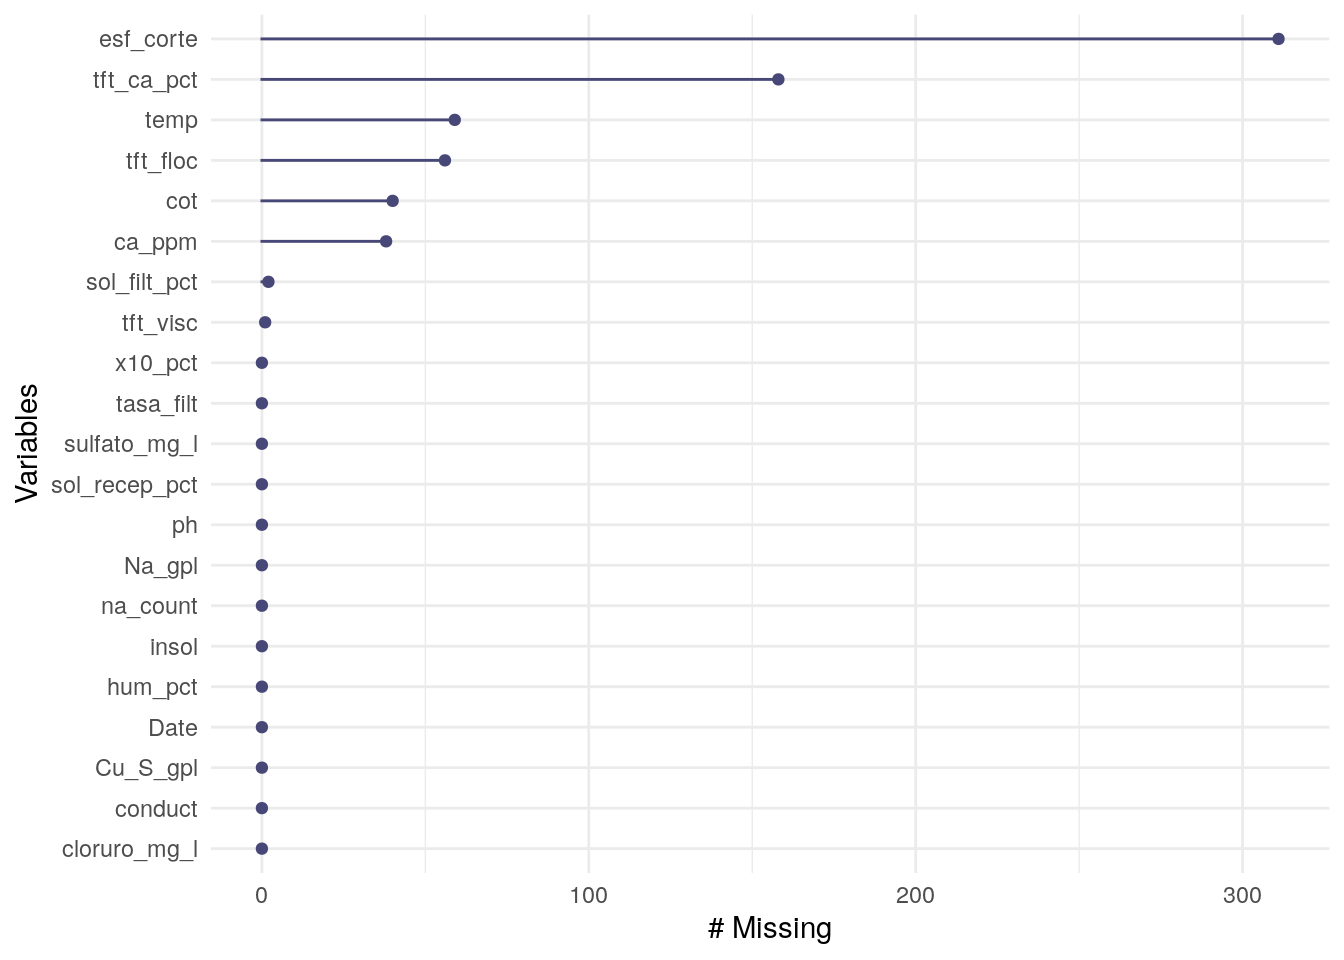 esf_corte
tft_ca_pct
temp
tft_floc
cot
ca_ppm
sol_filt_pct
tft_visc
x10_pct
tasa_filt
sulfato_mg_l
sol_recep_pct
ph
Na_gpl
na_count
insol
hum_pct
Date
Cu_S_gpl
conduct
cloruro_mg_l
Variables
0 100 200 300
# Missing